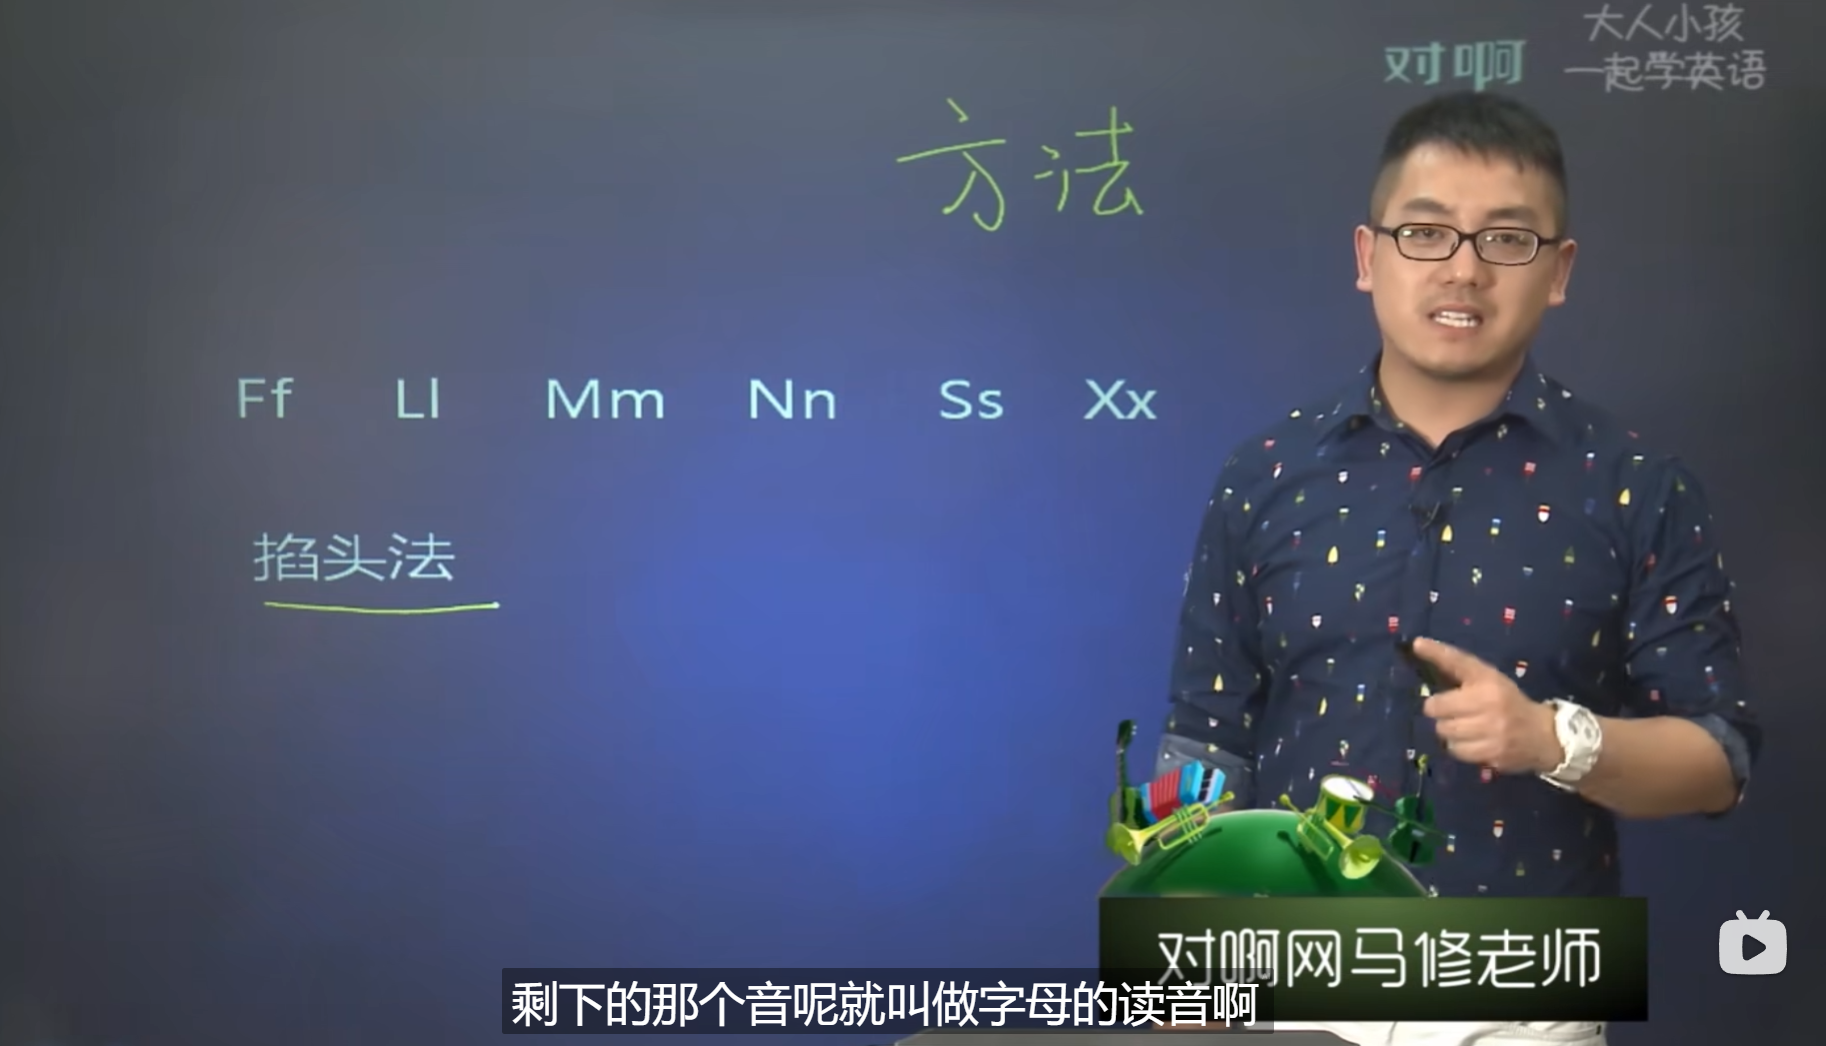 大人小孩
对啊 一起学英语
方法
Ff Ll Mm Nn Ss Xx
掐头法
对啊网马修老师
剩下的那个音呢就叫做字母的读音啊